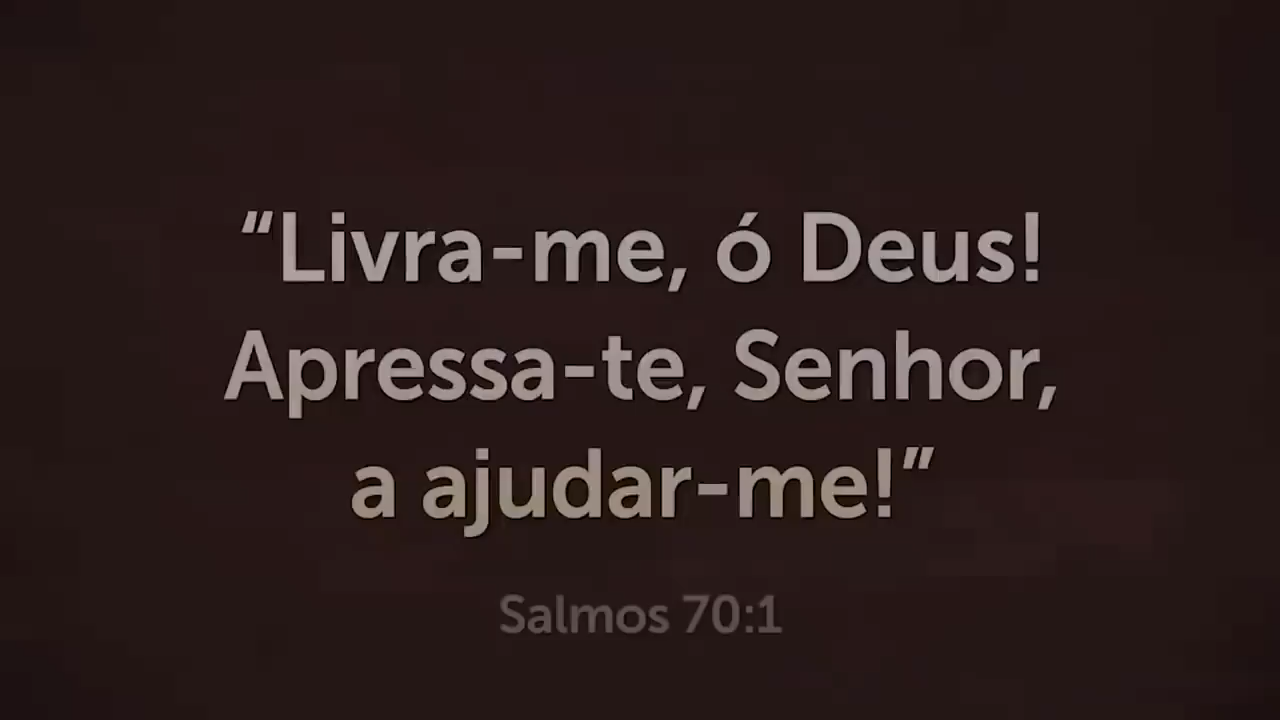 “Livra-me, ó Deus!
Apressa-te, Senhor,
a ajudar-me!”
Salmos 70:1